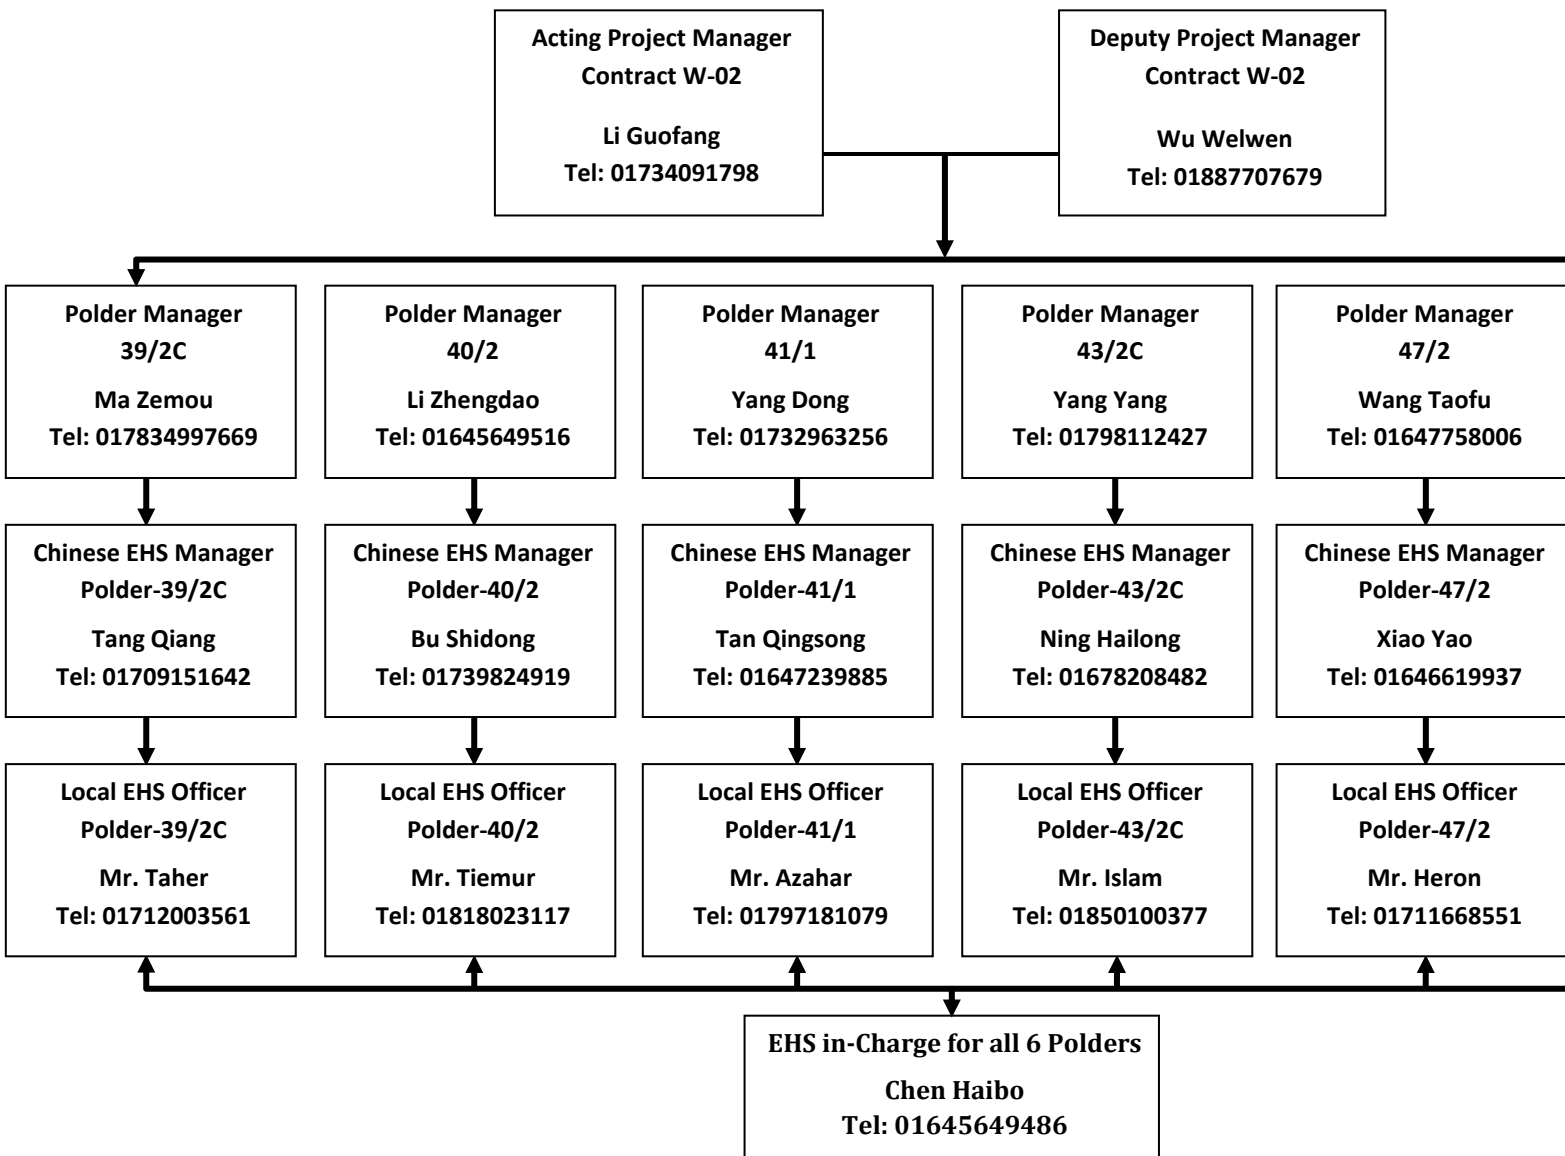 Acting Project Manager
Contract W-02
Li Guofang
Tel: 01734091798
Deputy Project Manager
Contract W-02
Wu Welwen
Tel: 01887707679
Polder Manager
39/2C
Ma Zemou
Tel: 017834997669
Polder Manager
40/2
Li Zhengdao
Tel: 01645649516
Polder Manager
41/1
Yang Dong
Tel: 01732963256
Polder Manager
43/2C
Yang Yang
Tel: 01798112427
Polder Manager
47/2
Wang Taofu
Tel: 01647758006
Chinese EHS Manager
Polder-39/2C
Tang Qiang
Tel: 01709151642
Chinese EHS Manager
Polder-40/2
Bu Shidong
Tel: 01739824919
Chinese EHS Manager
Polder-41/1
Tan Qingsong
Tel: 01647239885
Chinese EHS Manager
Polder-43/2C
Ning Hailong
Tel: 01678208482
Chinese EHS Manager
Polder-47/2
Xiao Yao
Tel: 01646619937
Local EHS Officer
Polder-39/2C
Mr. Taher
Tel: 01712003561
Local EHS Officer
Polder-40/2
Mr. Tiemur
Tel: 01818023117
Local EHS Officer
Polder-41/1
Mr. Azahar
Tel: 01797181079
Local EHS Officer
Polder-43/2C
Mr. Islam
Tel: 01850100377
Local EHS Officer
Polder-47/2
Mr. Heron
Tel: 01711668551
EHS in-Charge for all 6 Polders
Chen Haibo
Tel: 01645649486